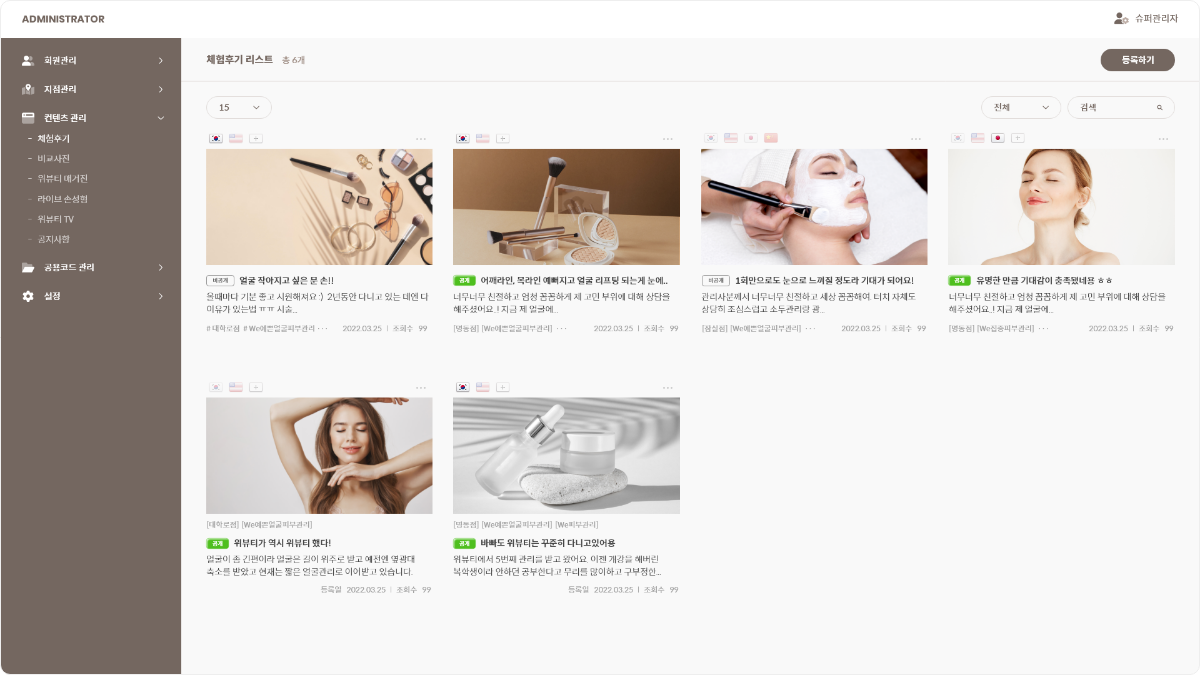 ADMINISTRATOR
슈퍼관리자
회원관리
지점관리
컨텐츠 관리
- 체험후기
- 비교사진
- 위뷰티 매거진
- 라이브 손성형
- 위뷰티 TV
- 공지사항
공용코드 관리
설정
체험후기 리스트 총 6개
등록하기
15
전체
검색
비공개 얼굴 작아지고 싶은 분 손!!
올때마다 기분 좋고 시원해져요 :) 2년동안 다니고 있는 데엔 다
이유가 있는법 ㅠㅠ 시술...
# 대학로점 # We예쁜얼굴피부관리 ··· 2022.03.25 | 조회수 99
공개 어깨라인, 목라인 예뻐지고 얼굴 리프팅 되는게 눈에..
너무너무 친절하고 엄청 꼼꼼하게 제 고민 부위에 대해 상담을
해주셨어요..! 지금 제 얼굴에...
[명동점] [We예쁜얼굴피부관리] ··· 2022.03.25 | 조회수 99
비공개 1회만으로도 눈으로 느껴질 정도라 기대가 되어요!
관리사분께서 너무너무 친절하고 세상 꼼꼼하여. 터치 자체도
상당히 조심스럽고 소두관리랑 광...
[잠실점] [We예쁜얼굴피부관리] ··· 2022.03.25 | 조회수 99
공개 유명한 만큼 기대감이 충족됐네용 ㅎㅎ
너무너무 친절하고 엄청 꼼꼼하게 제 고민 부위에 대해 상담을
해주셨어요..! 지금 제 얼굴에...
[명동점] [We집중피부관리] ··· 2022.03.25 | 조회수 99
[대학로점] [We예쁜얼굴피부관리]
공개 위뷰티가 역시 위뷰티 했다!
얼굴이 좀 긴편이라 얼굴은 길이 위주로 받고 예전엔 옆광대
축소를 받았고 현재는 짧은 얼굴관리로 이어받고 있습니다.
등록일 2022.03.25 | 조회수 99
[명동점] [We예쁜얼굴피부관리] [We피부관리]
공개 바빠도 위뷰티는 꾸준히 다니고있어용
위뷰티에서 5번째 관리를 받고 왔어요. 이젠 개강을 해버린
복학생이라 안하던 공부한다고 무리를 많이하고 구부정한...
등록일 2022.03.25 | 조회수 99